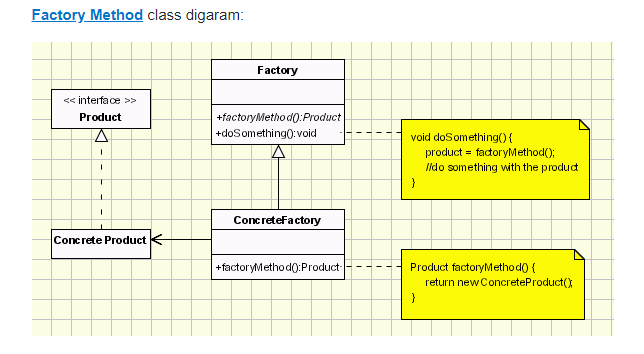 Factory Method class digaram:
Factory
<< interface >>
Product
+factoryMethod():Product
+doSomething():void
void doSomething() {
product = factoryMethod();
//do something with the product
}
ConcreteFactory
Concrete Product
+factoryMethod():Product
Product factoryMethod() {
return new ConcreteProduct();
}